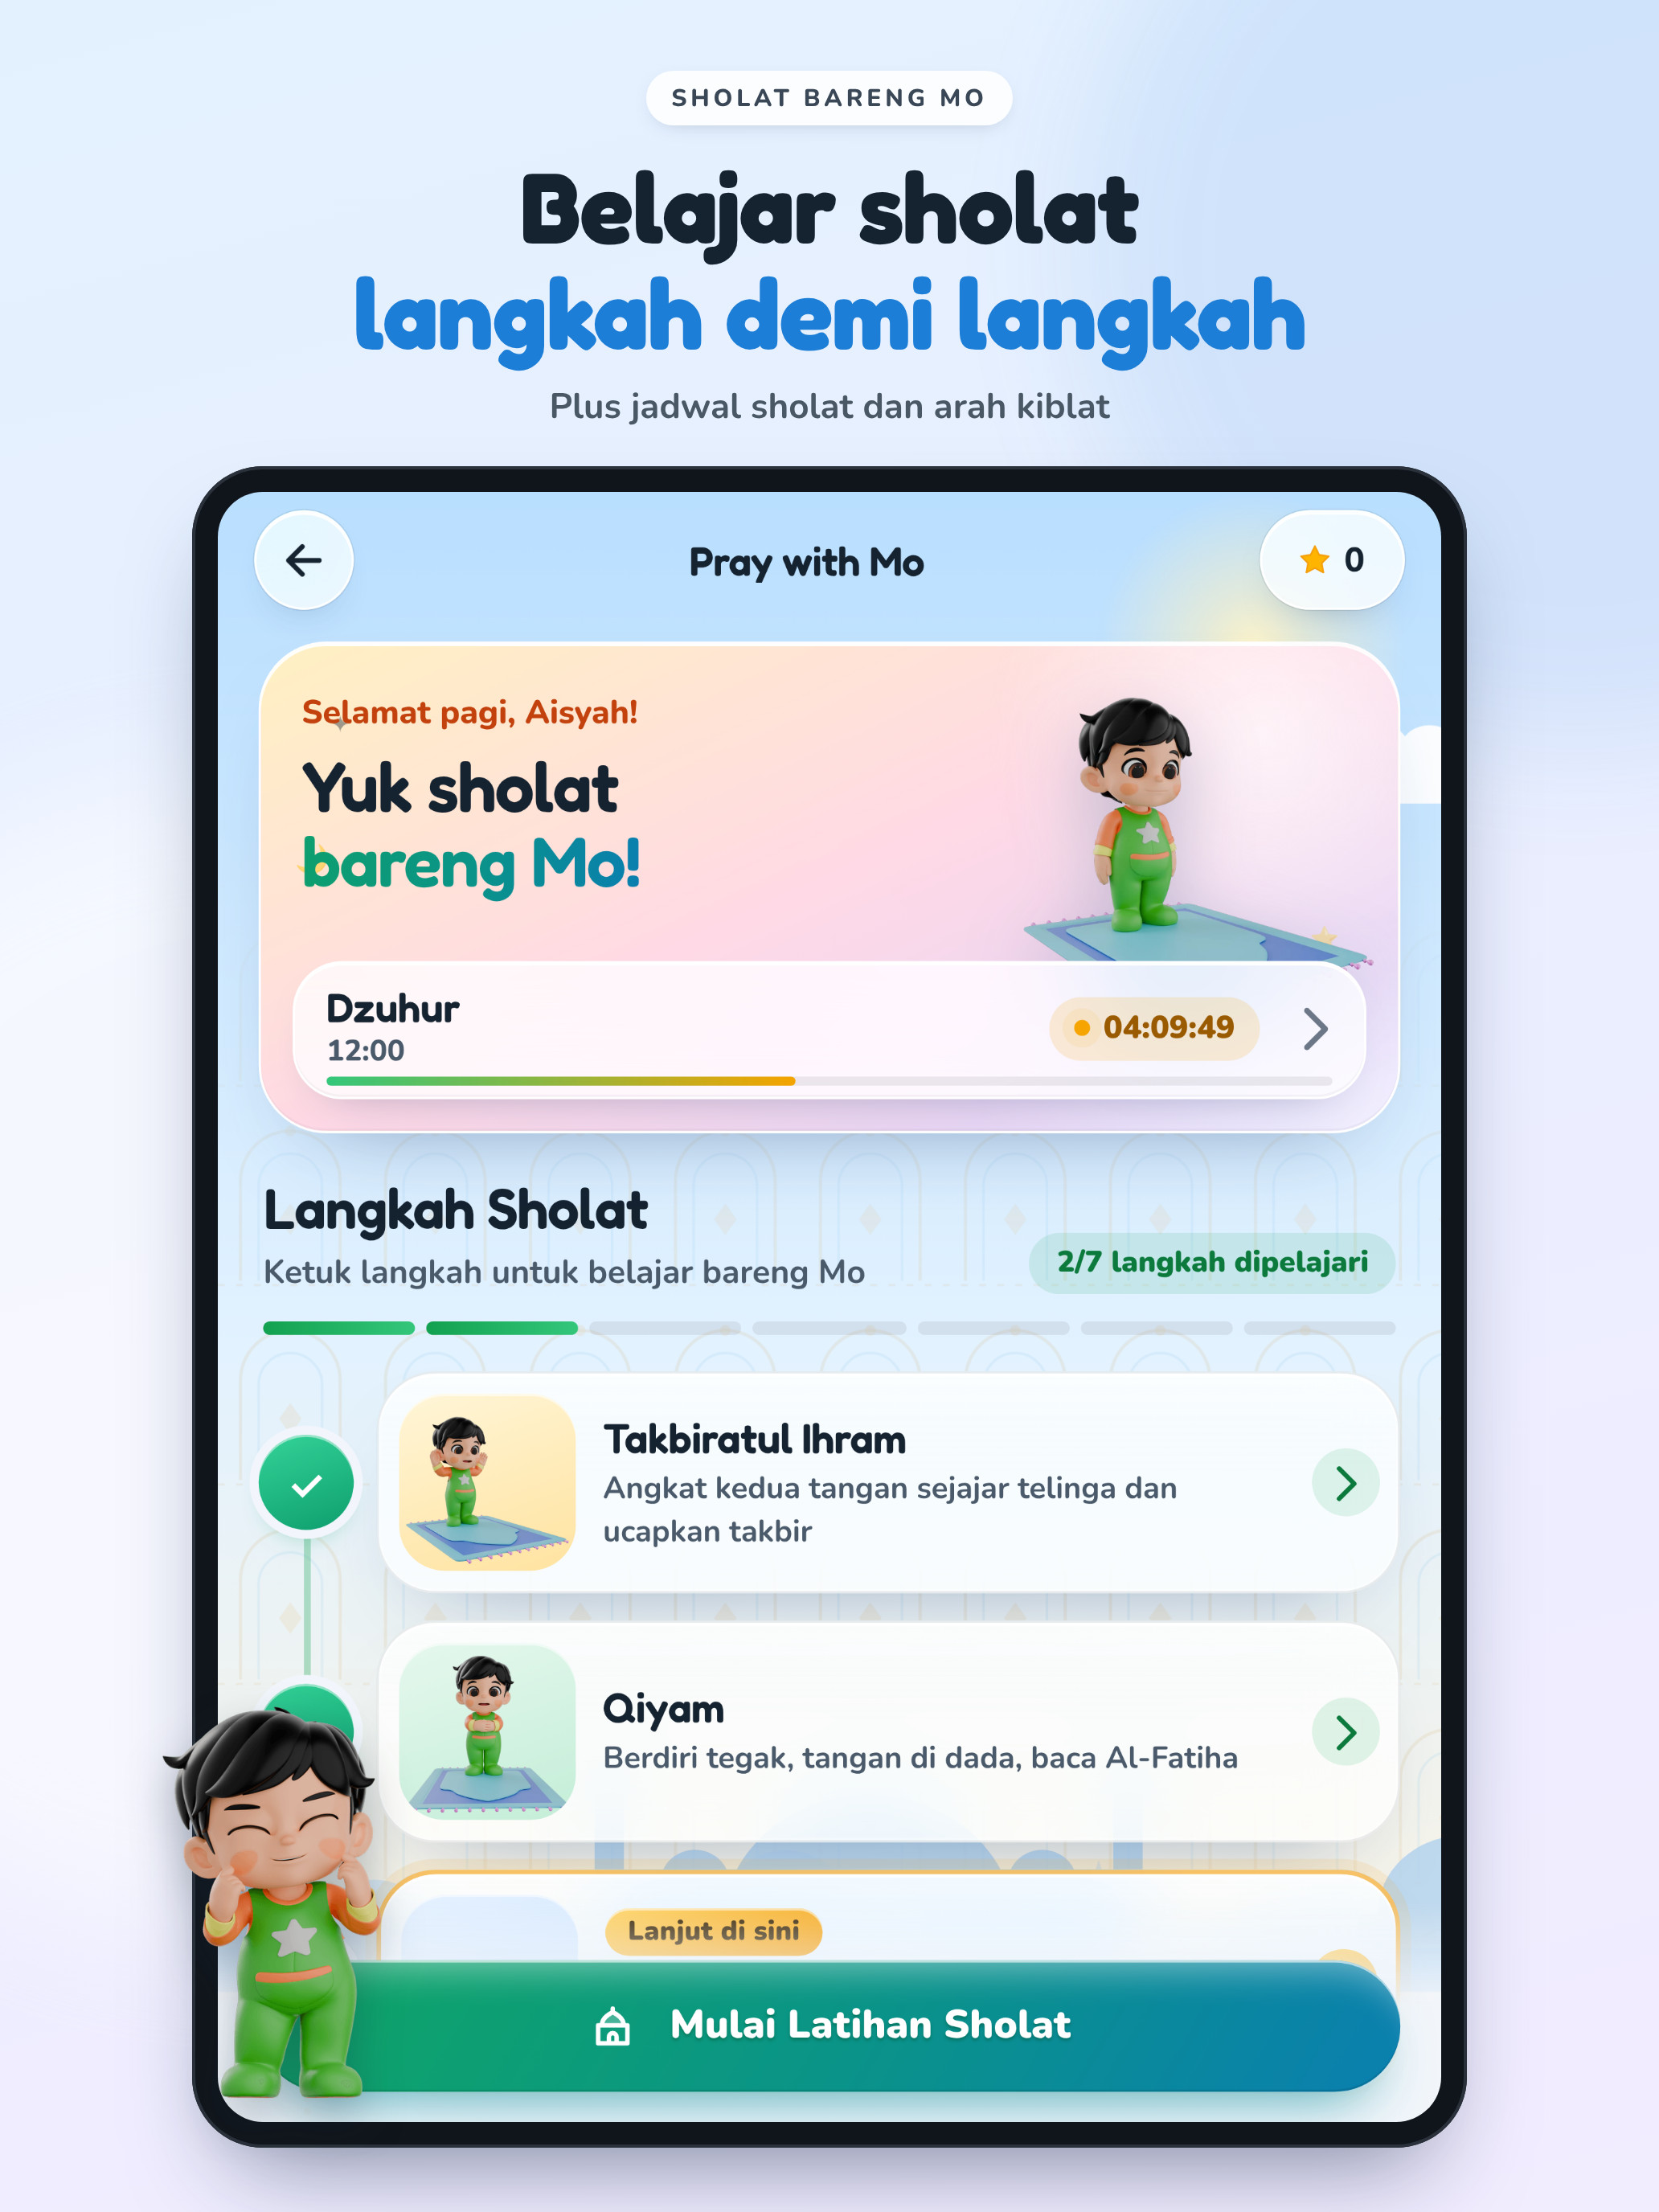 SHOLAT BARENG MO
Belajar sholat
langkah demi langkah
Plus jadwal sholat dan arah kiblat
Pray with Mo
0
Selamat pagi, Aisyah!
Yuk sholat
bareng Mo!
Dzuhur
12:00
04:09:49
Langkah Sholat
Ketuk langkah untuk belajar bareng Mo
2/7 langkah dipelajari
Takbiratul Ihram
Angkat kedua tangan sejajar telinga dan
ucapkan takbir
Qiyam
Berdiri tegak, tangan di dada, baca Al-Fatiha
Lanjut di sini
Mulai Latihan Sholat